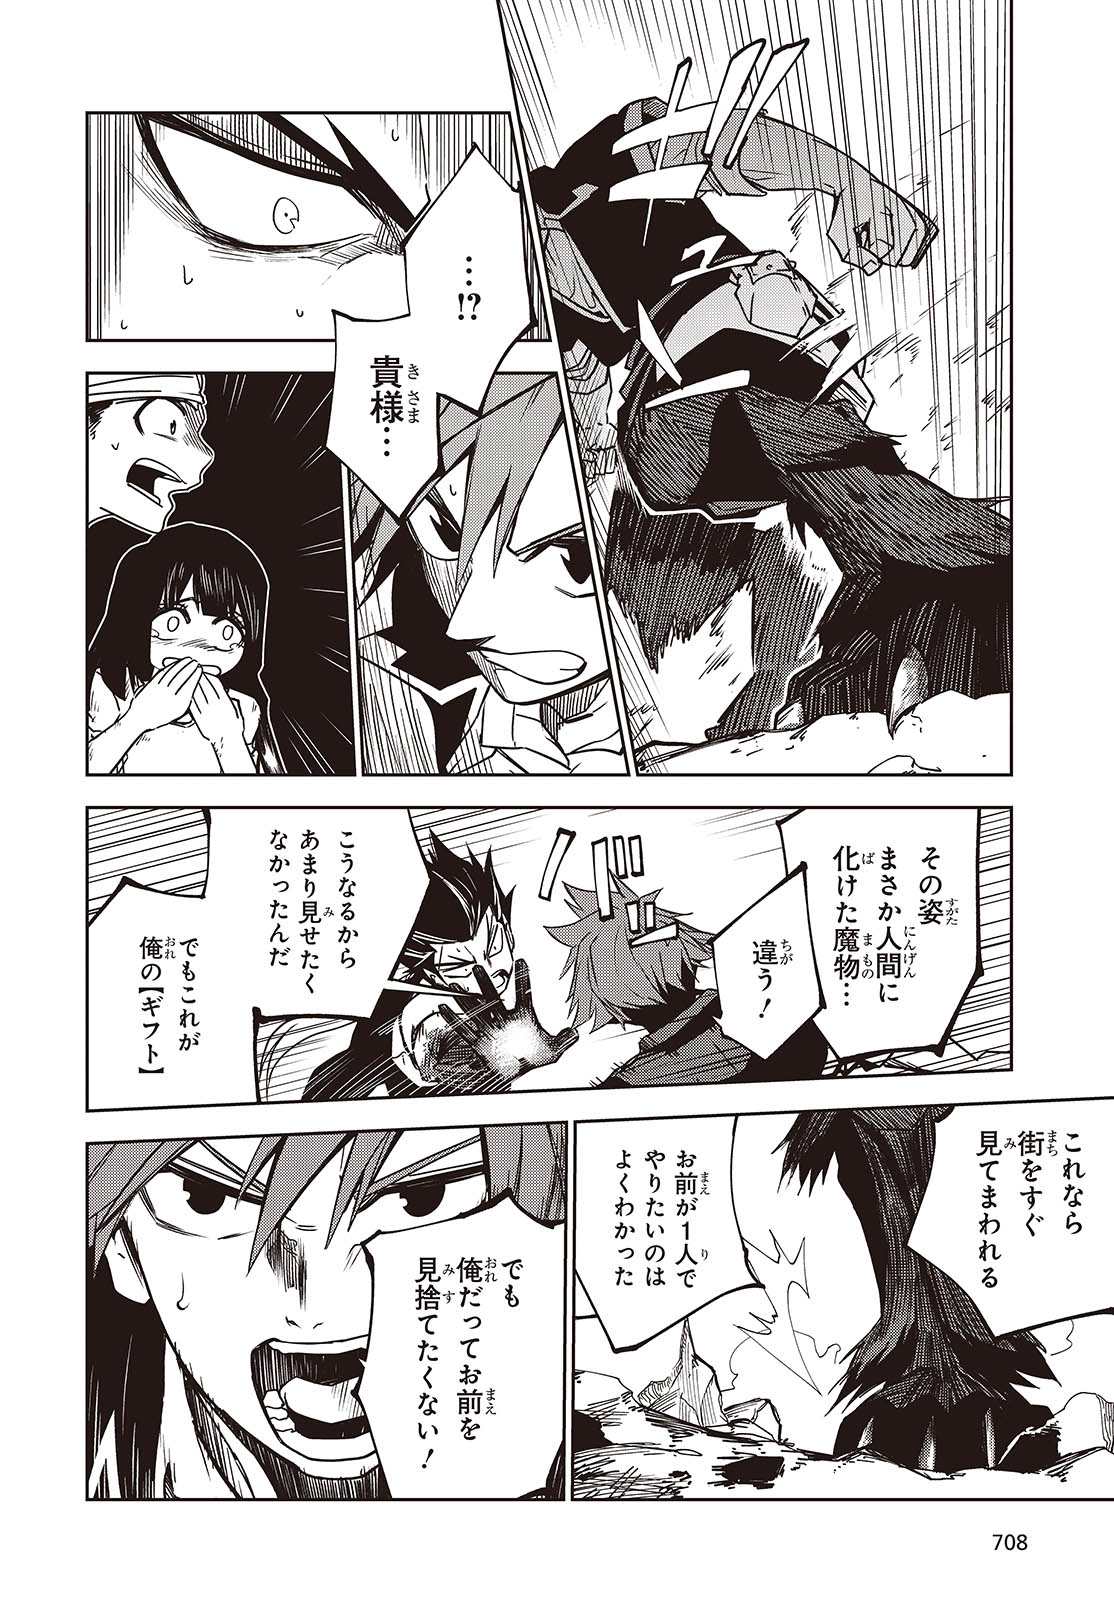 …!?
貴様…
その姿
まさか人間に
化けた魔物…
違う！
こうなるから
あまり見せたく
なかったんだ
でもこれが
俺の【ギフト】
これなら
街をすぐ
見てまわれる
お前が1人で
やりたいのは
よくわかった
でも
俺だってお前を
見捨てたくない！
708